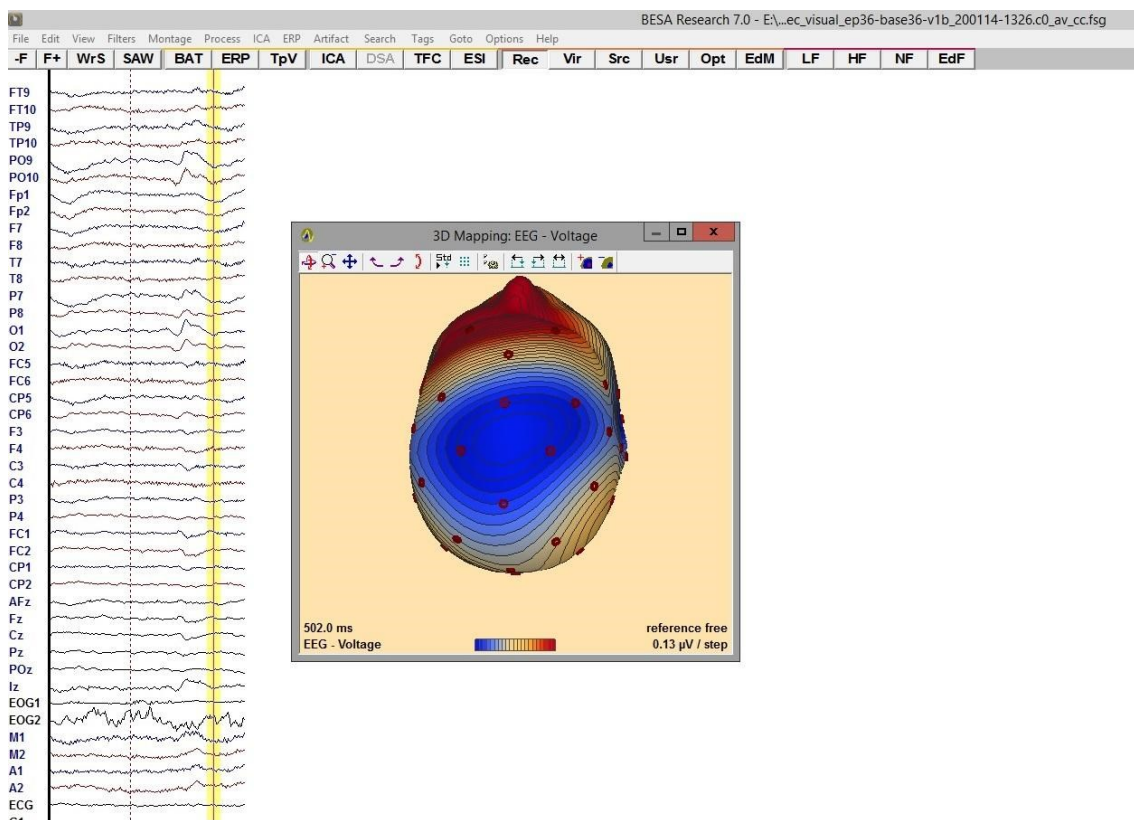 BESA Research 7.0 - E:\...ec_visual_ep36-base36-v1b_200114-1326.c0_av_cc.fsg
File Edit View Filters Montage Process ICA ERP Artifact Search Tags Goto Options Help
-F F+ WrS SAW BAT ERP TpV ICA DSA TFC ESI Rec Vir Src Usr Opt EdM LF HF NF EdF
FT9
FT10
TP9
TP10
PO9
PO10
Fp1
Fp2
F7
F8
T7
T8
P7
P8
O1
O2
FC5
FC6
CP5
CP6
F3
F4
C3
C4
P3
P4
FC1
FC2
CP1
CP2
AFz
Fz
Cz
Pz
POz
Iz
EOG1
EOG2
M1
M2
A1
A2
ECG
3D Mapping: EEG - Voltage
Std
502.0 ms
reference free
EEG - Voltage
0.13 µV / step